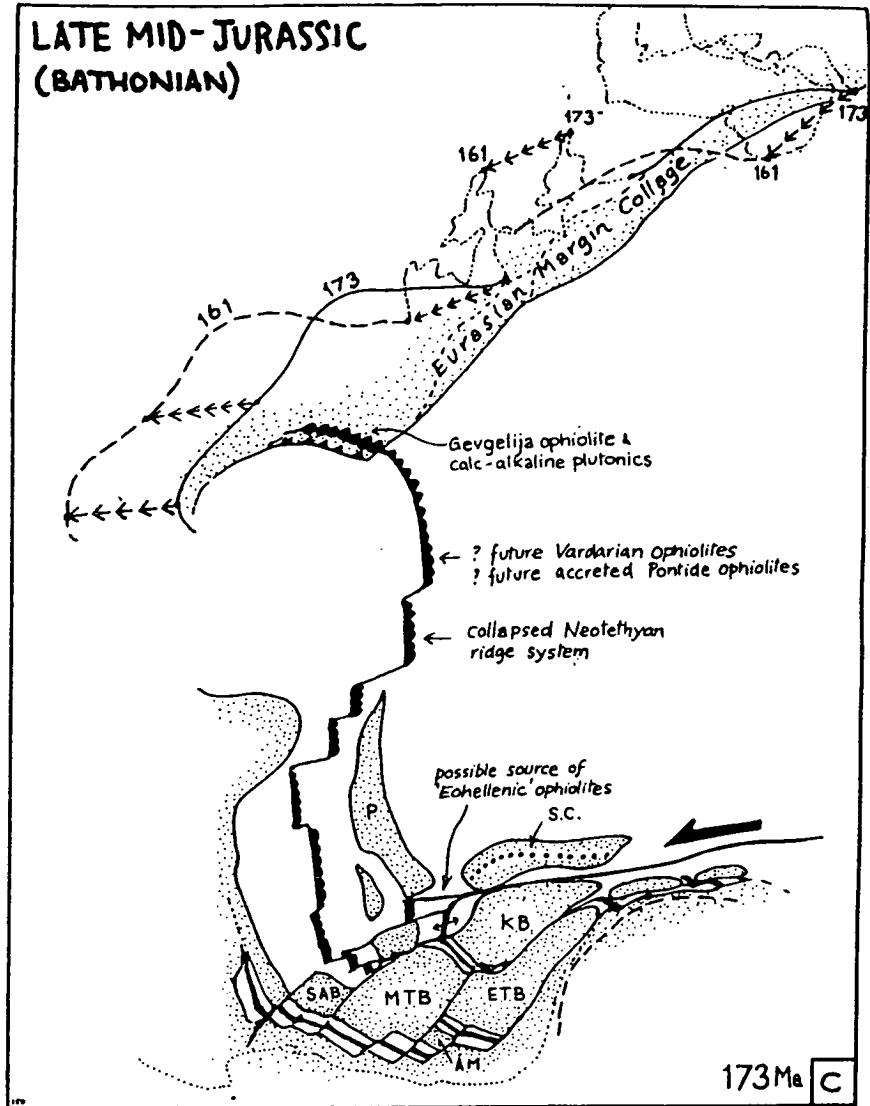 LATE MID-JURASSIC
(BATHONIAN)
173
161
173
161
173
161
Eurasian Margin Collage
Gevgelija ophiolite &
calc-alkaline plutonics
? future Vardarian ophiolites
? future accreted Pontide ophiolites
collapsed Neotethyan
ridge system
possible source of
'Eohellenic' ophiolites
S.C.
P
KB
SAB
MTB
ETB
AM
173Ma
C